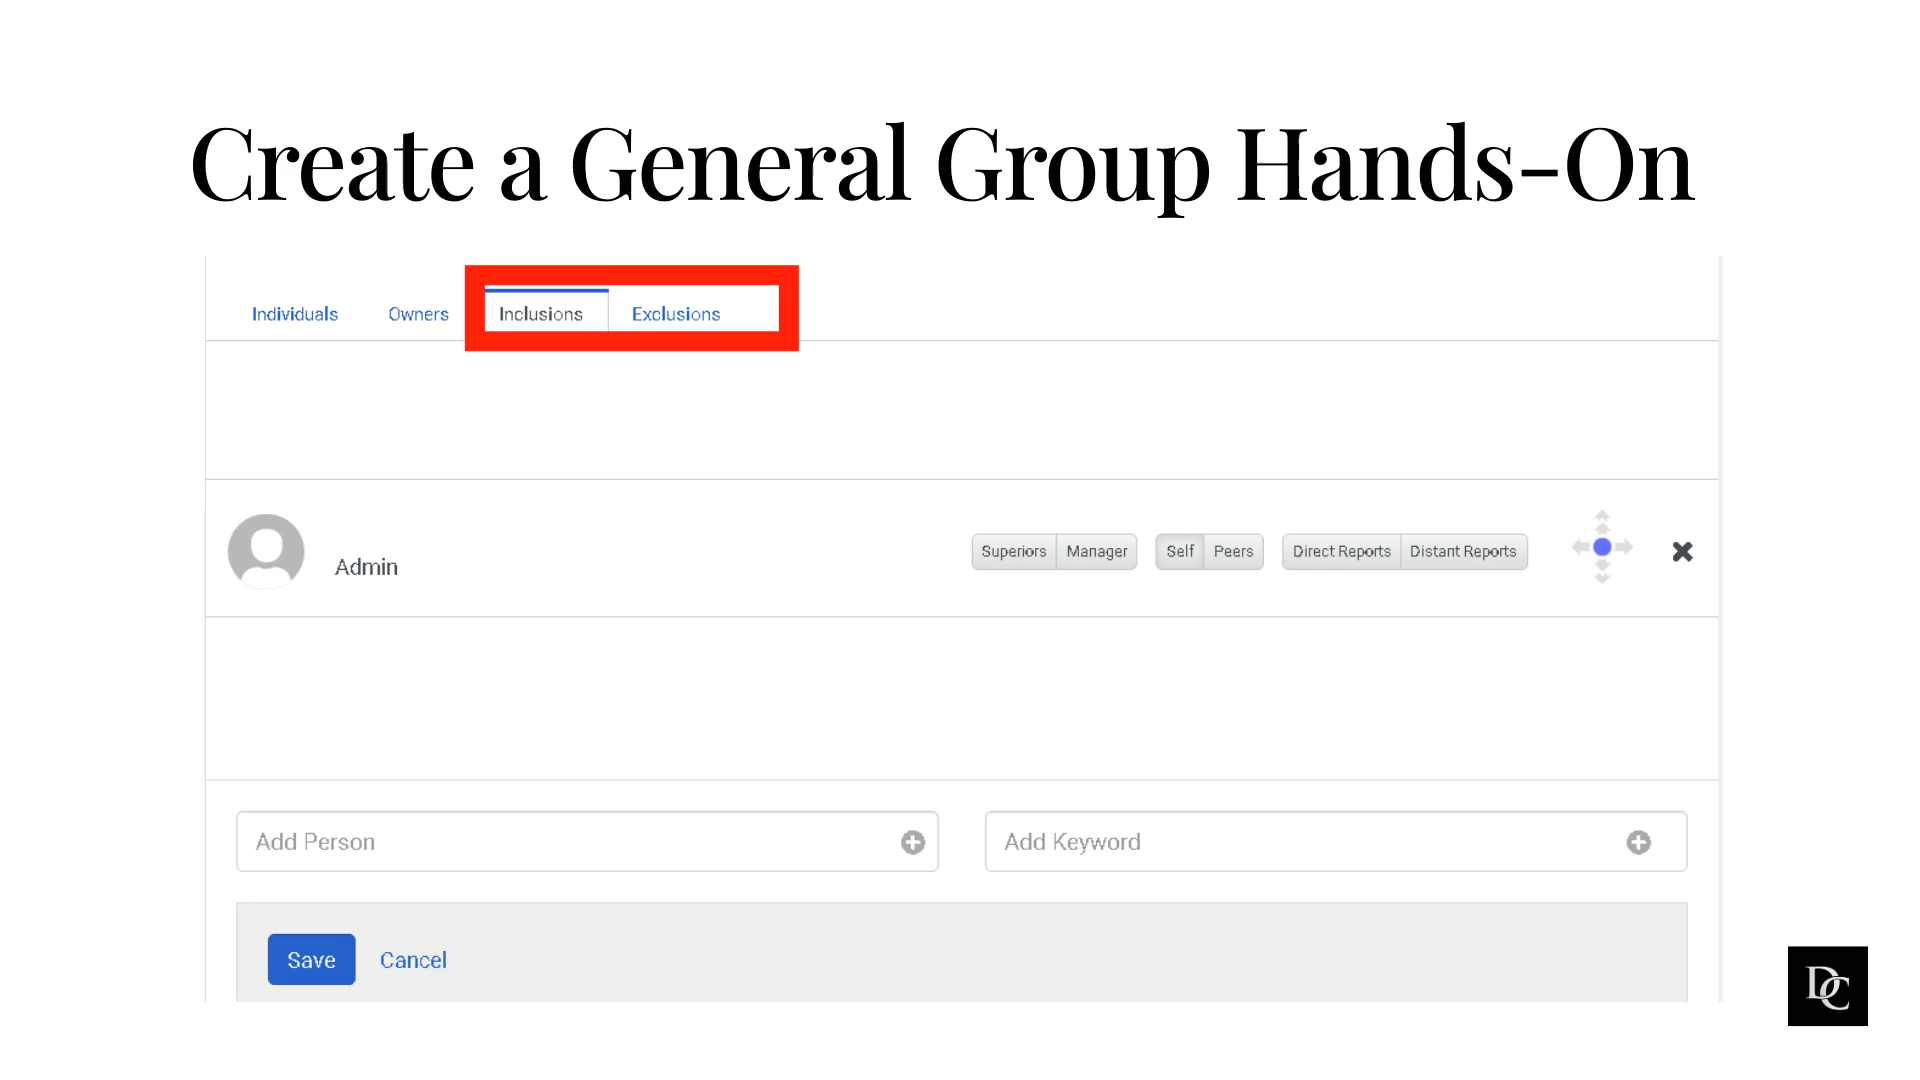 Create a General Group Hands-On
Individuals Owners Inclusions Exclusions
Admin Superiors Manager Self Peers Direct Reports Distant Reports
Add Person Add Keyword
Save Cancel
DC